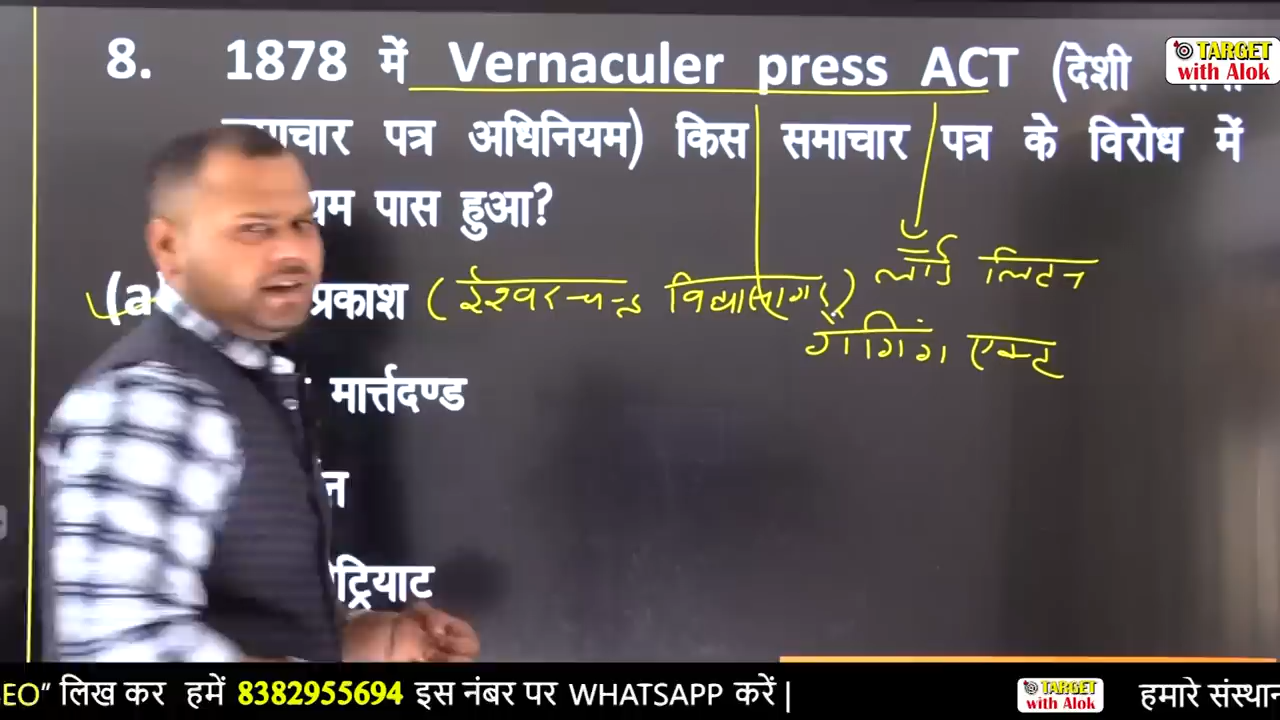 8. 1878 में Vernaculer press ACT (देशी
TARGET
with Alok
समाचार पत्र अधिनियम) किस समाचार पत्र के विरोध में
पास हुआ?
लॉर्ड लिटन
(a) प्रकाश (ईश्वरचन्द्र विद्यासागर)
गैगिंग एक्ट
मार्त्तदण्ड
लिख कर हमें 8382955694 इस नंबर पर WHATSAPP करें |
TARGET
with Alok
हमारे